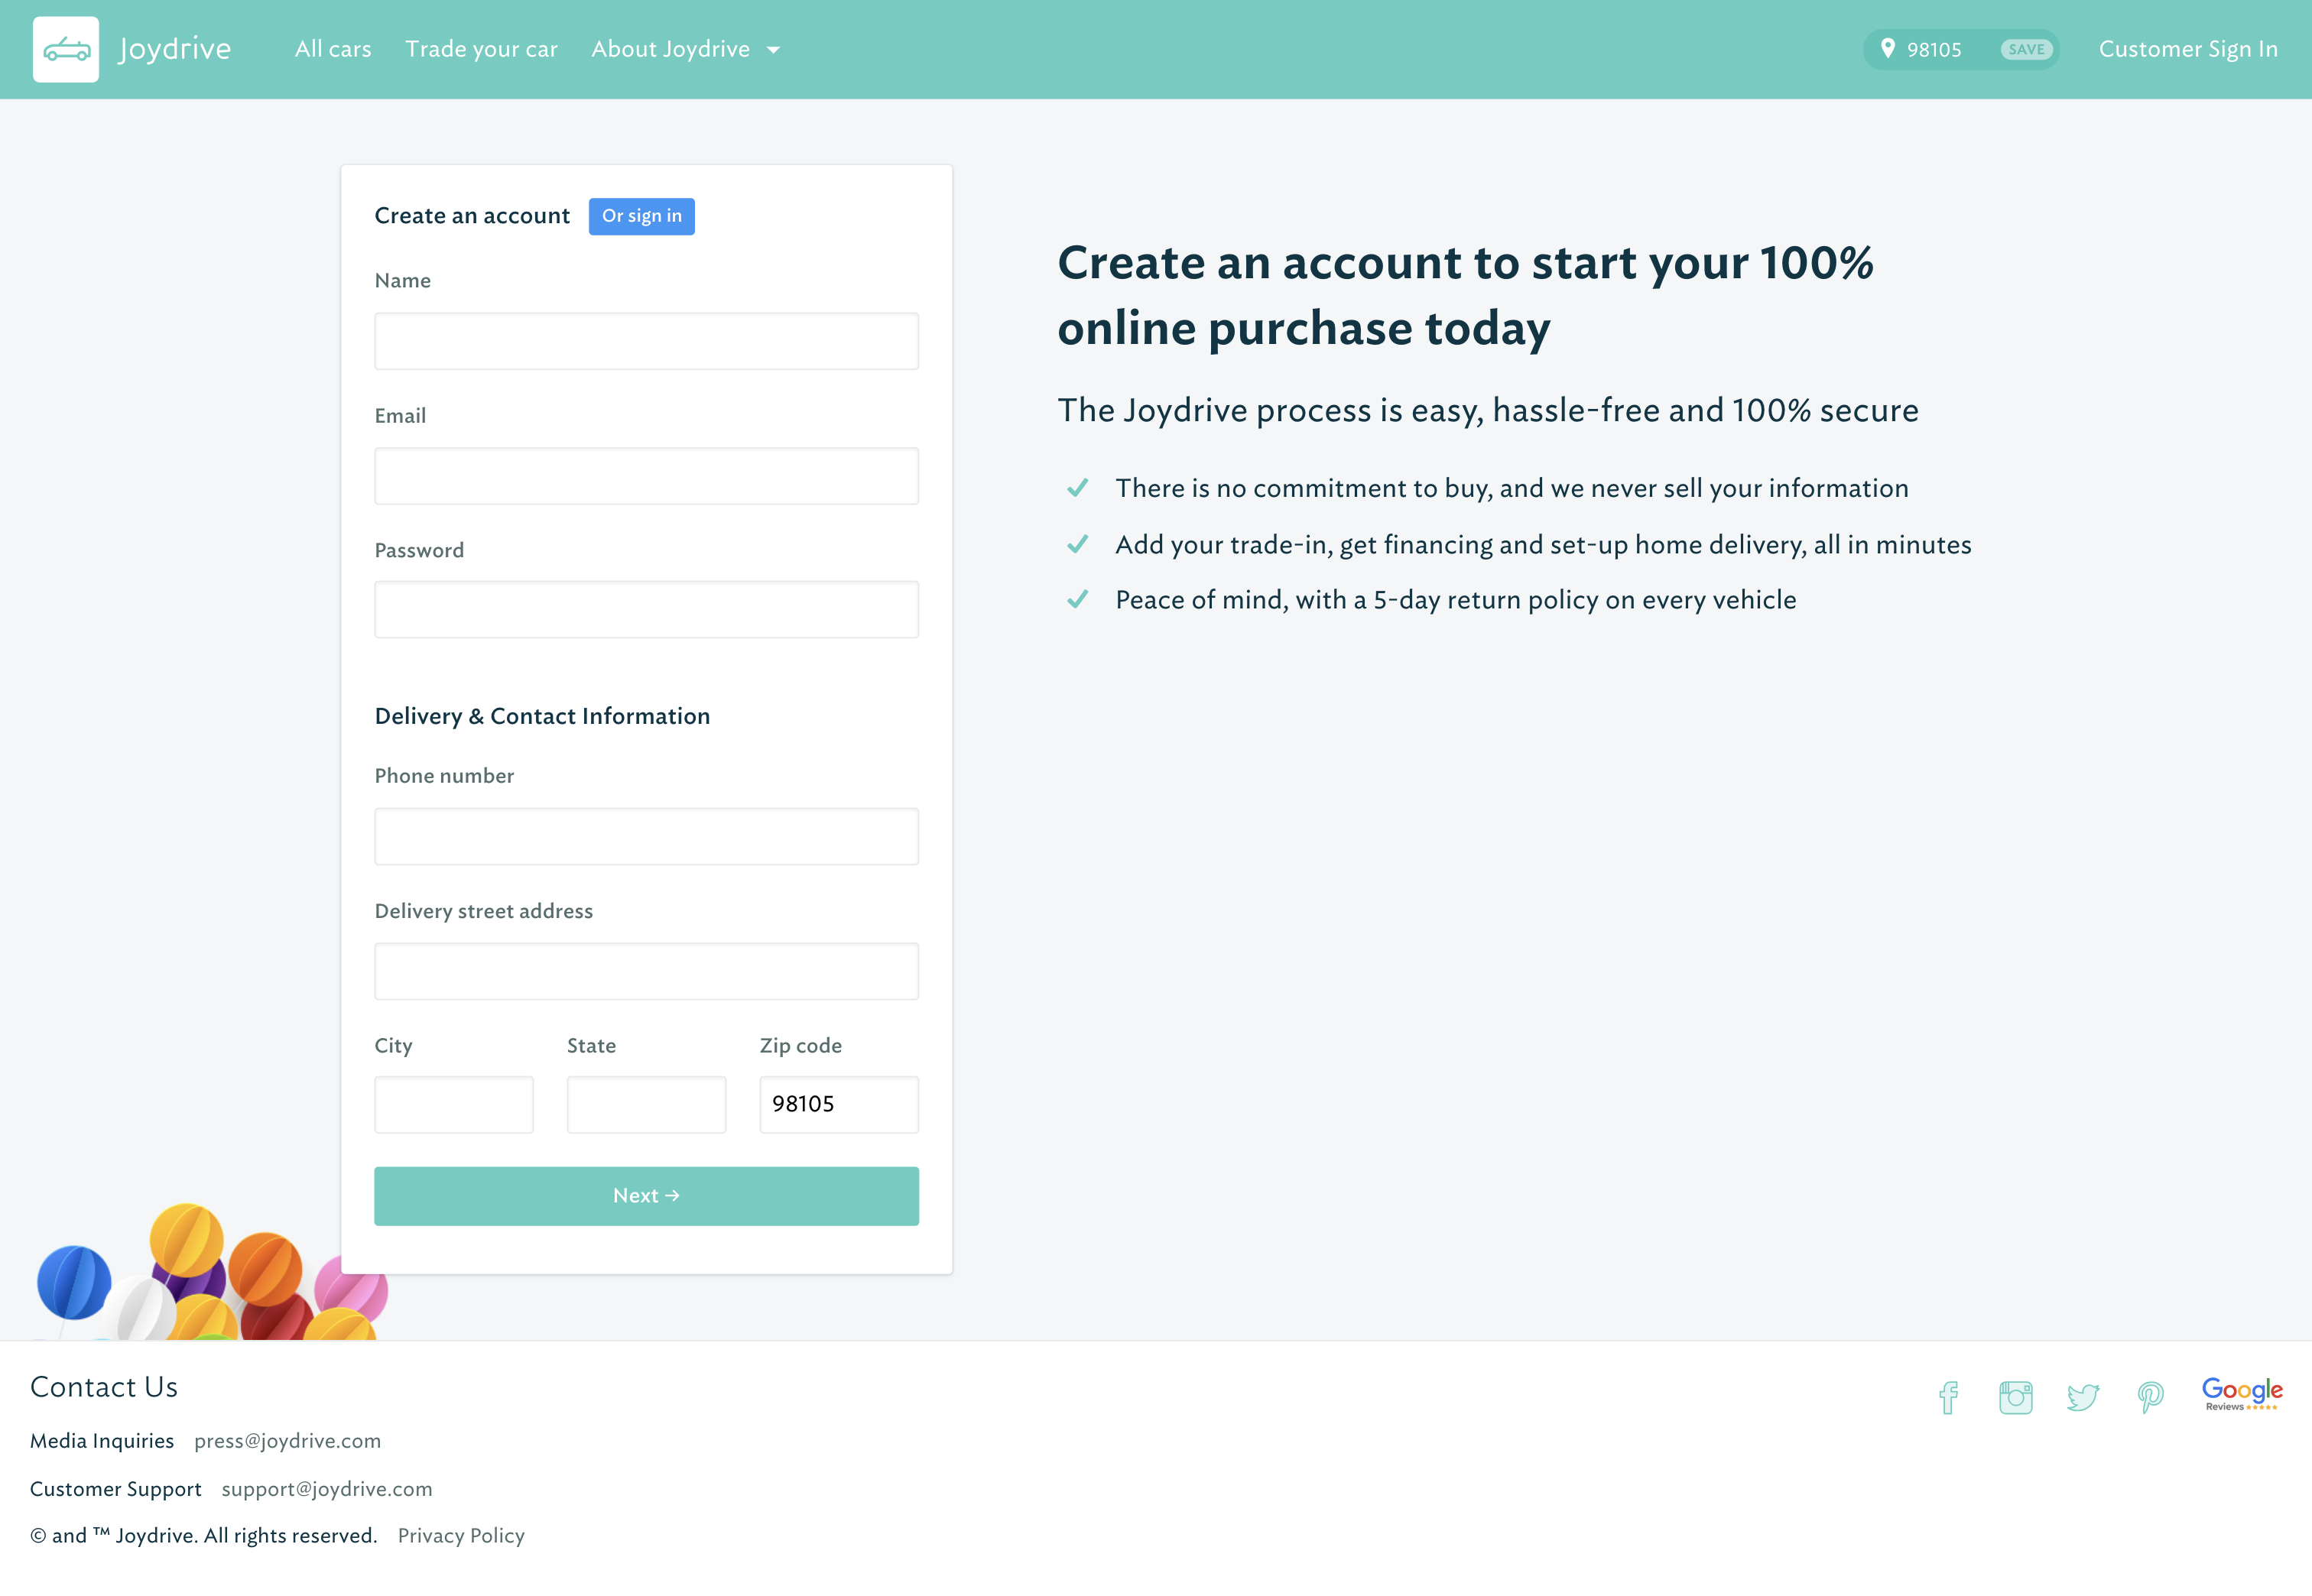 Joydrive
All cars
Trade your car
About Joydrive
98105
SAVE
Customer Sign In
Create an account
Or sign in
Name
Email
Password
Delivery & Contact Information
Phone number
Delivery street address
City
State
Zip code
98105
Next →
Create an account to start your 100%
online purchase today
The Joydrive process is easy, hassle-free and 100% secure
There is no commitment to buy, and we never sell your information
Add your trade-in, get financing and set-up home delivery, all in minutes
Peace of mind, with a 5-day return policy on every vehicle
Contact Us
Media Inquiries press@joydrive.com
Customer Support support@joydrive.com
© and ™ Joydrive. All rights reserved. Privacy Policy
Google
Reviews